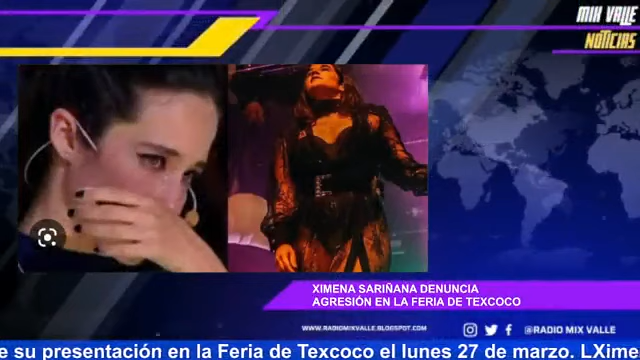 MIX VALLE
NOTICIAS
XIMENA SARIÑANA DENUNCIA
AGRESIÓN EN LA FERIA DE TEXCOCO
WWW.RADIOMIXVALLE.BLOGSPOT.COM
@RADIO MIX VALLE
e su presentación en la Feria de Texcoco el lunes 27 de marzo. LXime